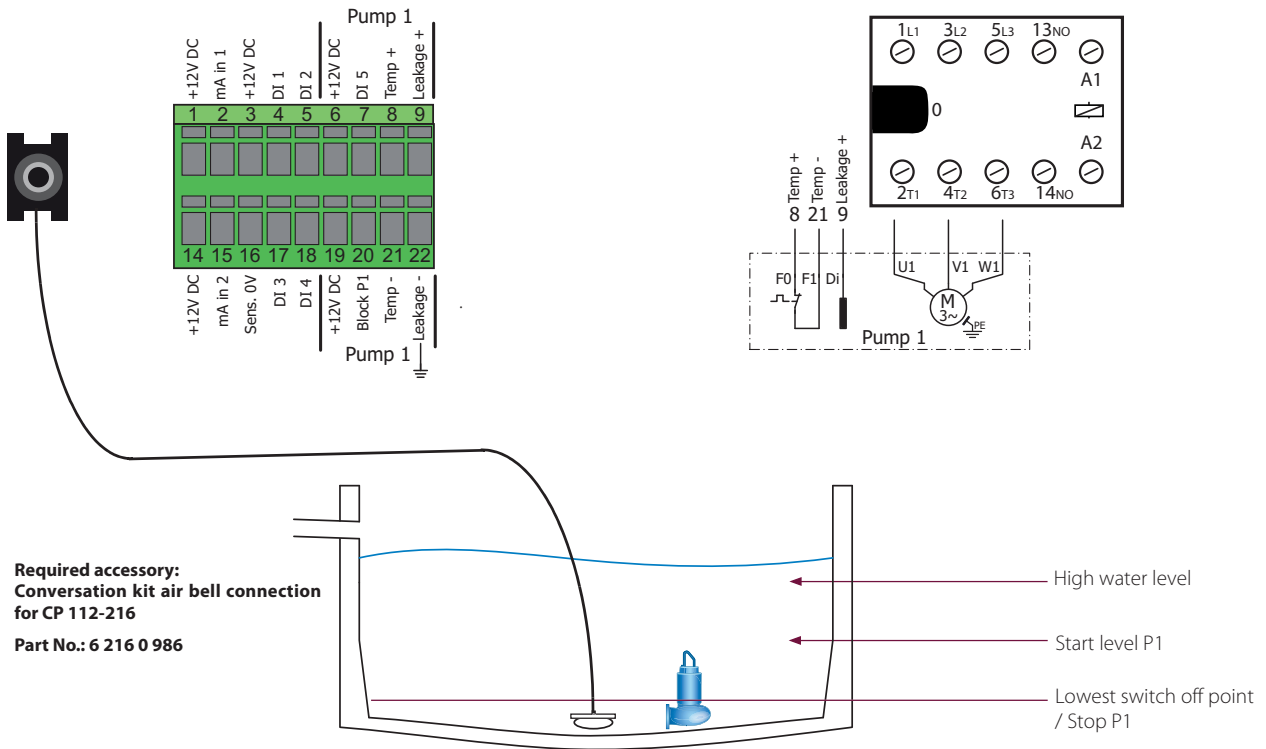 Pump 1
+12V DC
mA in 1
+12V DC
DI 1
DI 2
+12V DC
DI 5
Temp +
Leakage +
1 2 3 4 5 6 7 8 9
14 15 16 17 18 19 20 21 22
+12V DC
mA in 2
Sens. 0V
DI 3
DI 4
+12V DC
Block P1
Temp -
Leakage -
Pump 1
1L1 3L2 5L3 13NO
A1
0
A2
2T1 4T2 6T3 14NO
Temp +
Temp -
Leakage +
8 21 9
U1 V1 W1
F0 F1 Di
M
3~
PE
Pump 1
Required accessory:
Conversation kit air bell connection
for CP 112-216
Part No.: 6 216 0 986
High water level
Start level P1
Lowest switch off point
/ Stop P1